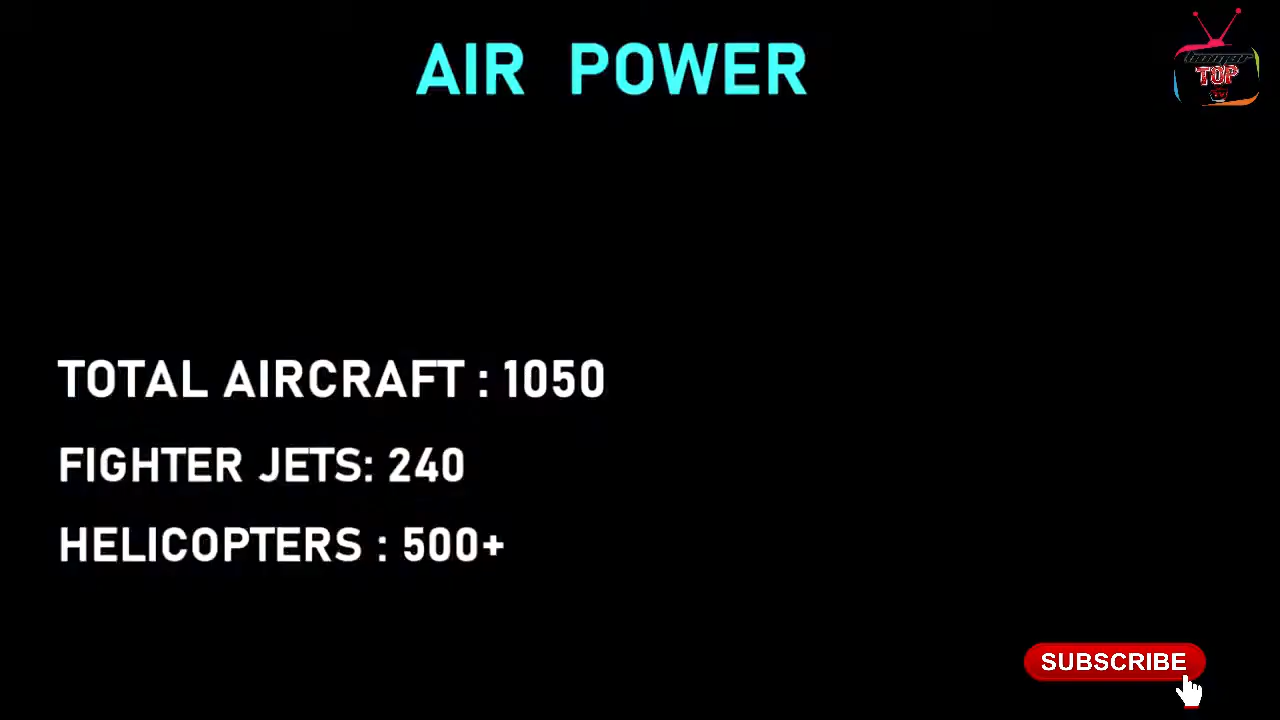 AIR POWER
TOP
TOTAL AIRCRAFT : 1050
FIGHTER JETS: 240
HELICOPTERS : 500+
SUBSCRIBE